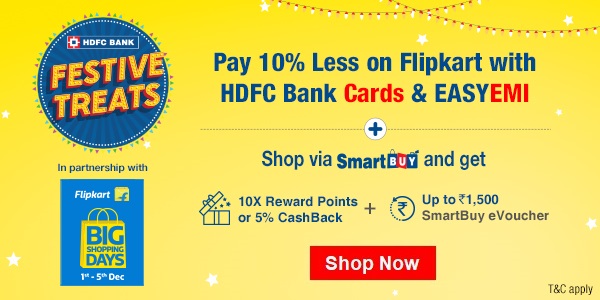 HDFC BANK
FESTIVE
TREATS
In partnership with
Flipkart
BIG
SHOPPING
DAYS
1st - 5th Dec
Pay 10% Less on Flipkart with
HDFC Bank Cards & EASYEMI
+
Shop via SmartBUY and get
10X Reward Points
or 5% CashBack
+
Up to ₹1,500
SmartBuy eVoucher
Shop Now
T&C apply